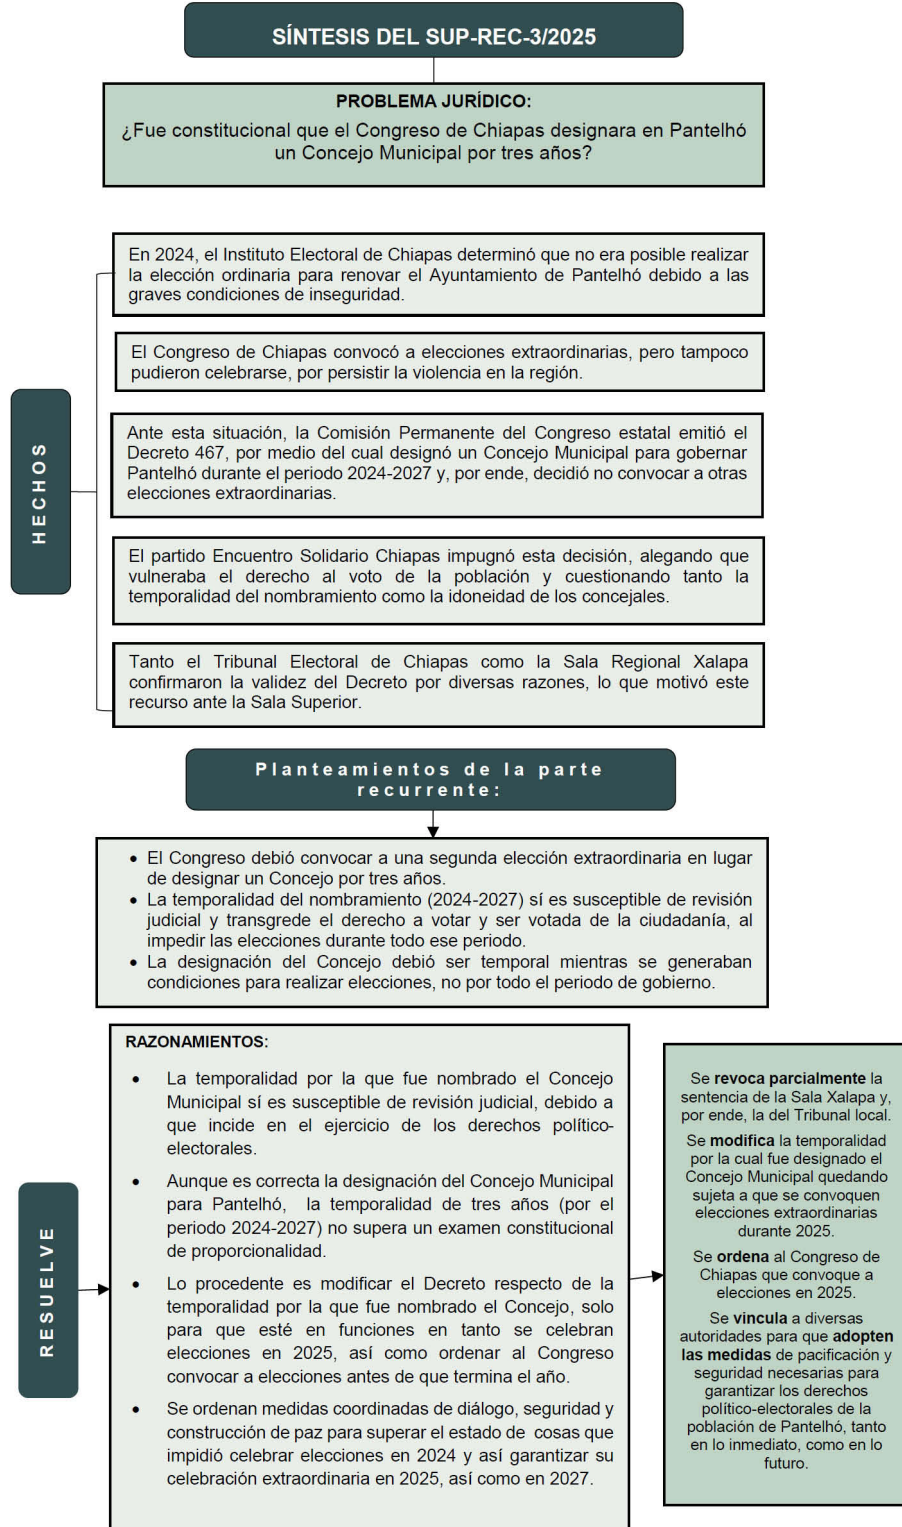 SÍNTESIS DEL SUP-REC-3/2025
PROBLEMA JURÍDICO:
¿Fue constitucional que el Congreso de Chiapas designara en Pantelhó
un Concejo Municipal por tres años?
HECHOS
En 2024, el Instituto Electoral de Chiapas determinó que no era posible realizar
la elección ordinaria para renovar el Ayuntamiento de Pantelhó debido a las
graves condiciones de inseguridad.
El Congreso de Chiapas convocó a elecciones extraordinarias, pero tampoco
pudieron celebrarse, por persistir la violencia en la región.
Ante esta situación, la Comisión Permanente del Congreso estatal emitió el
Decreto 467, por medio del cual designó un Concejo Municipal para gobernar
Pantelhó durante el periodo 2024-2027 y, por ende, decidió no convocar a otras
elecciones extraordinarias.
El partido Encuentro Solidario Chiapas impugnó esta decisión, alegando que
vulneraba el derecho al voto de la población y cuestionando tanto la
temporalidad del nombramiento como la idoneidad de los concejales.
Tanto el Tribunal Electoral de Chiapas como la Sala Regional Xalapa
confirmaron la validez del Decreto por diversas razones, lo que motivó este
recurso ante la Sala Superior.
Planteamientos de la parte
recurrente:
• El Congreso debió convocar a una segunda elección extraordinaria en lugar
de designar un Concejo por tres años.
• La temporalidad del nombramiento (2024-2027) sí es susceptible de revisión
judicial y transgrede el derecho a votar y ser votada de la ciudadanía, al
impedir las elecciones durante todo ese periodo.
• La designación del Concejo debió ser temporal mientras se generaban
condiciones para realizar elecciones, no por todo el periodo de gobierno.
RESUELVE
RAZONAMIENTOS:
• La temporalidad por la que fue nombrado el Concejo
Municipal sí es susceptible de revisión judicial, debido a
que incide en el ejercicio de los derechos político-
electorales.
• Aunque es correcta la designación del Concejo Municipal
para Pantelhó, la temporalidad de tres años (por el
periodo 2024-2027) no supera un examen constitucional
de proporcionalidad.
• Lo procedente es modificar el Decreto respecto de la
temporalidad por la que fue nombrado el Concejo, solo
para que esté en funciones en tanto se celebran
elecciones en 2025, así como ordenar al Congreso
convocar a elecciones antes de que termina el año.
• Se ordenan medidas coordinadas de diálogo, seguridad y
construcción de paz para superar el estado de cosas que
impidió celebrar elecciones en 2024 y así garantizar su
celebración extraordinaria en 2025, así como en 2027.
Se revoca parcialmente la
sentencia de la Sala Xalapa y,
por ende, la del Tribunal local.
Se modifica la temporalidad
por la cual fue designado el
Concejo Municipal quedando
sujeta a que se convoquen
elecciones extraordinarias
durante 2025.
Se ordena al Congreso de
Chiapas que convoque a
elecciones en 2025.
Se vincula a diversas
autoridades para que adopten
las medidas de pacificación y
seguridad necesarias para
garantizar los derechos
político-electorales de la
población de Pantelhó, tanto
en lo inmediato, como en lo
futuro.